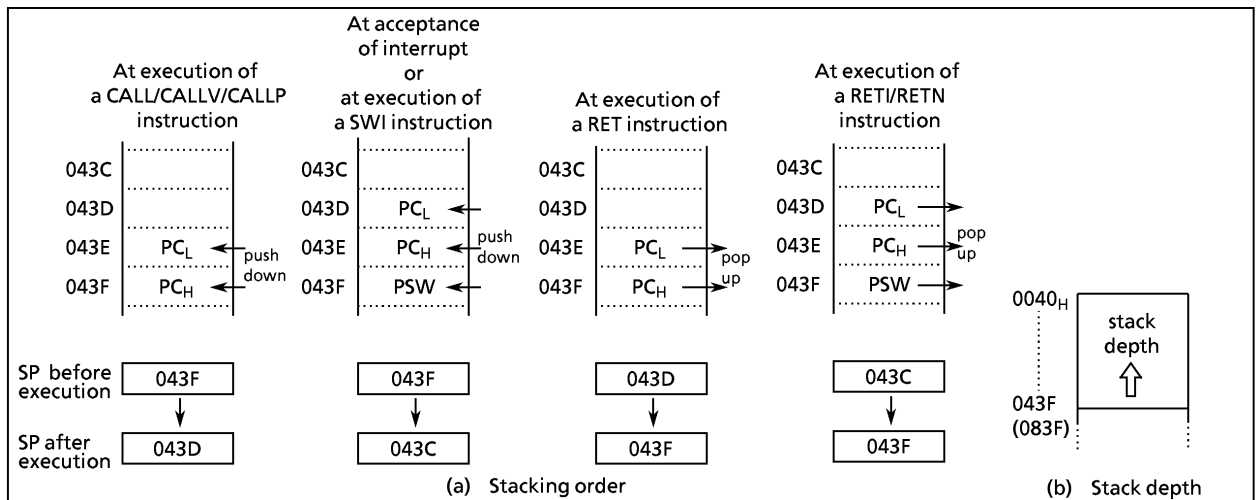 At execution of
a CALL/CALLV/CALLP
instruction
043C
043D
043E PCL
043F PCH
push
down
At acceptance
of interrupt
or
at execution of
a SWI instruction
043C
043D PCL
043E PCH
043F PSW
push
down
At execution of
a RET instruction
043C
043D
043E PCL
043F PCH
pop
up
At execution of
a RETI/RETN
instruction
043C
043D PCL
043E PCH
043F PSW
pop
up
SP before
execution
043F
043F
043D
043C
SP after
execution
043D
043C
043F
043F
(a) Stacking order
0040H
stack
depth
043F
(083F)
(b) Stack depth